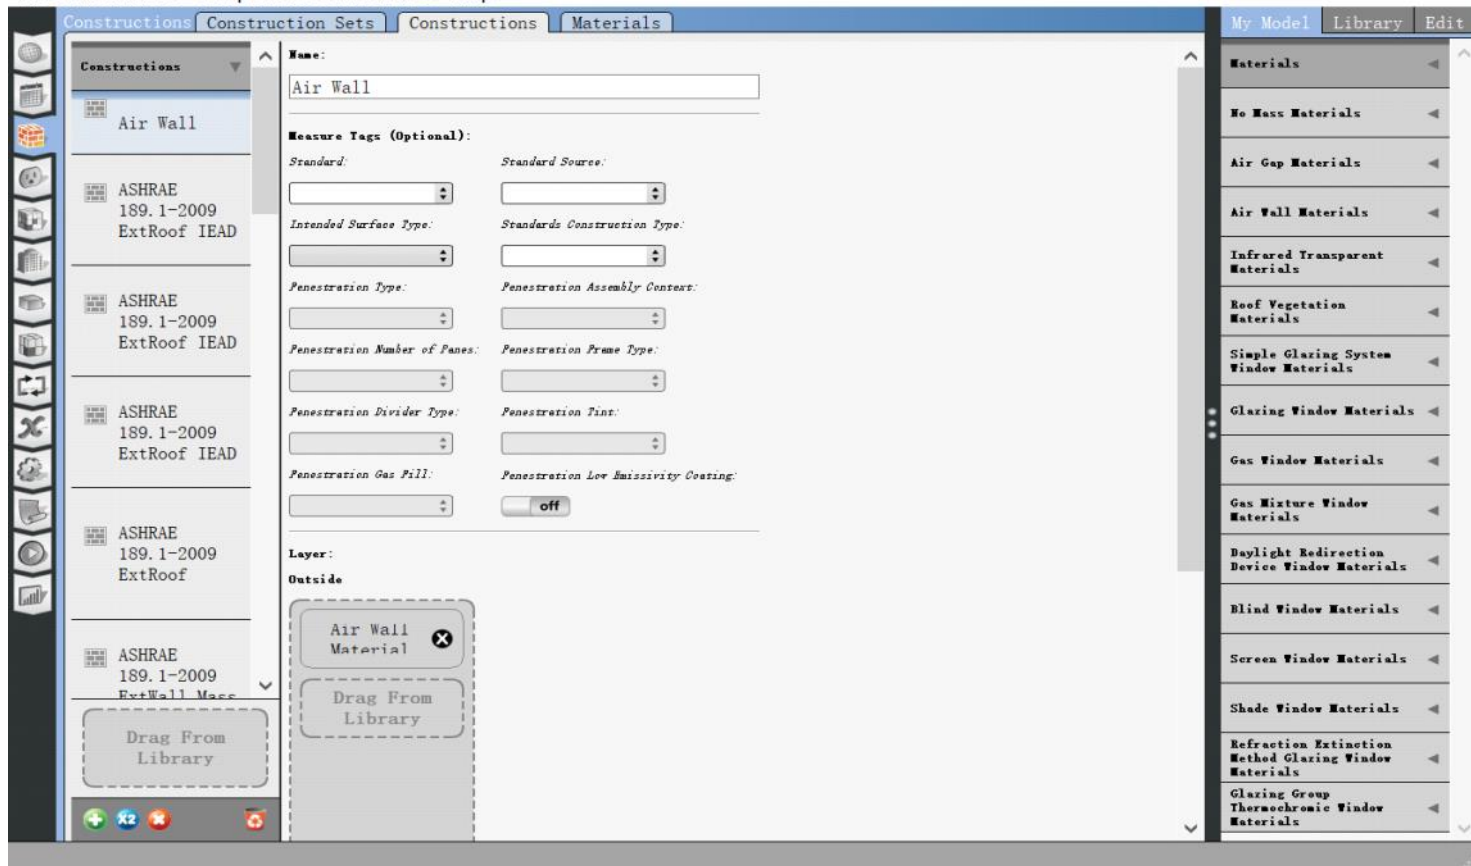 Constructions Construction Sets Constructions Materials
My Model Library Edit
Constructions
Air Wall
ASHRAE
189.1-2009
ExtRoof IEAD
ASHRAE
189.1-2009
ExtRoof IEAD
ASHRAE
189.1-2009
ExtRoof IEAD
ASHRAE
189.1-2009
ExtRoof
ASHRAE
189.1-2009
ExtWall Mass
Drag From
Library
X2
Name:
Air Wall
Measure Tags (Optional):
Standard: Standard Source:
Intended Surface Type: Standards Construction Type:
Fenestration Type: Fenestration Assembly Context:
Fenestration Number of Panes: Fenestration Frame Type:
Fenestration Divider Type: Fenestration Tint:
Fenestration Gas Fill: Fenestration Low Emissivity Coating:
off
Layer:
Outside
Air Wall
Material
Drag From
Library
Materials
No Mass Materials
Air Gap Materials
Air Wall Materials
Infrared Transparent
Materials
Roof Vegetation
Materials
Simple Glazing System
Window Materials
Glazing Window Materials
Gas Window Materials
Gas Mixture Window
Materials
Daylight Redirection
Device Window Materials
Blind Window Materials
Screen Window Materials
Shade Window Materials
Refraction Extinction
Method Glazing Window
Materials
Glazing Group
Thermochromic Window
Materials